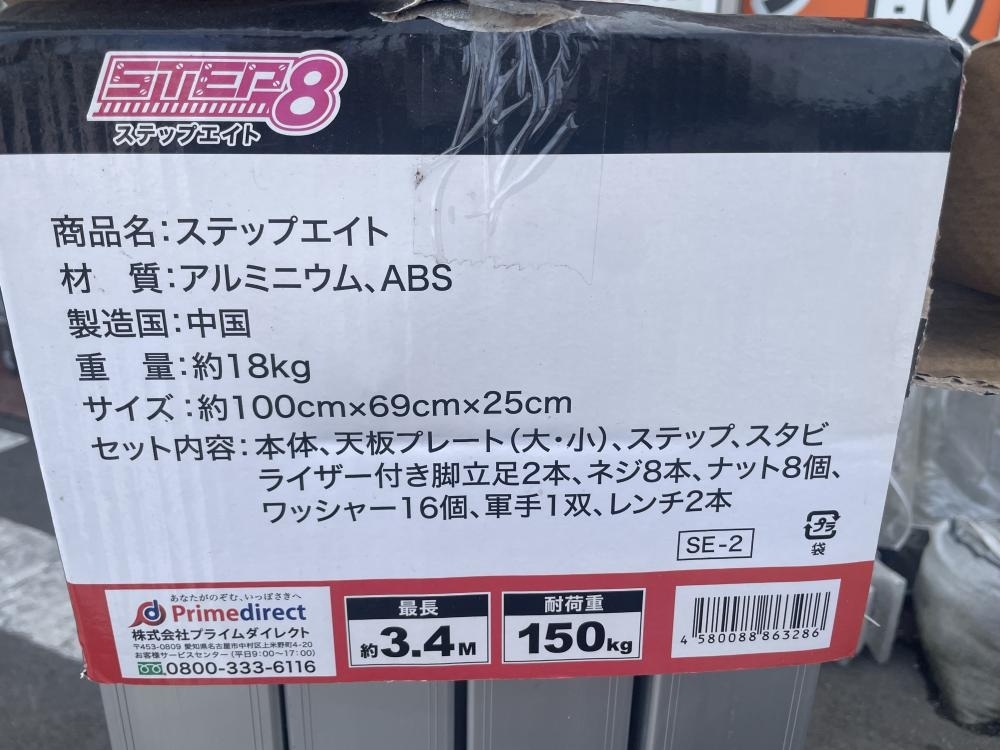 STEP8
ステップエイト
商品名:ステップエイト
材 質:アルミニウム、ABS
製造国:中国
重 量:約18kg
サイズ:約100cm×69cm×25cm
セット内容:本体、天板プレート(大・小)、ステップ、スタビ
ライザー付き脚立足2本、ネジ8本、ナット8個、
ワッシャー16個、軍手1双、レンチ2本
プラ
袋
SE-2
あなたがのぞむ、いっぽさきへ
Primedirect
株式会社プライムダイレクト
〒453-0809 愛知県名古屋市中村区上米野町4-20
お客様サービスセンター(平日9:00〜17:00)
0800-333-6116
最長
約3.4M
耐荷重
150kg
4 580088 863286